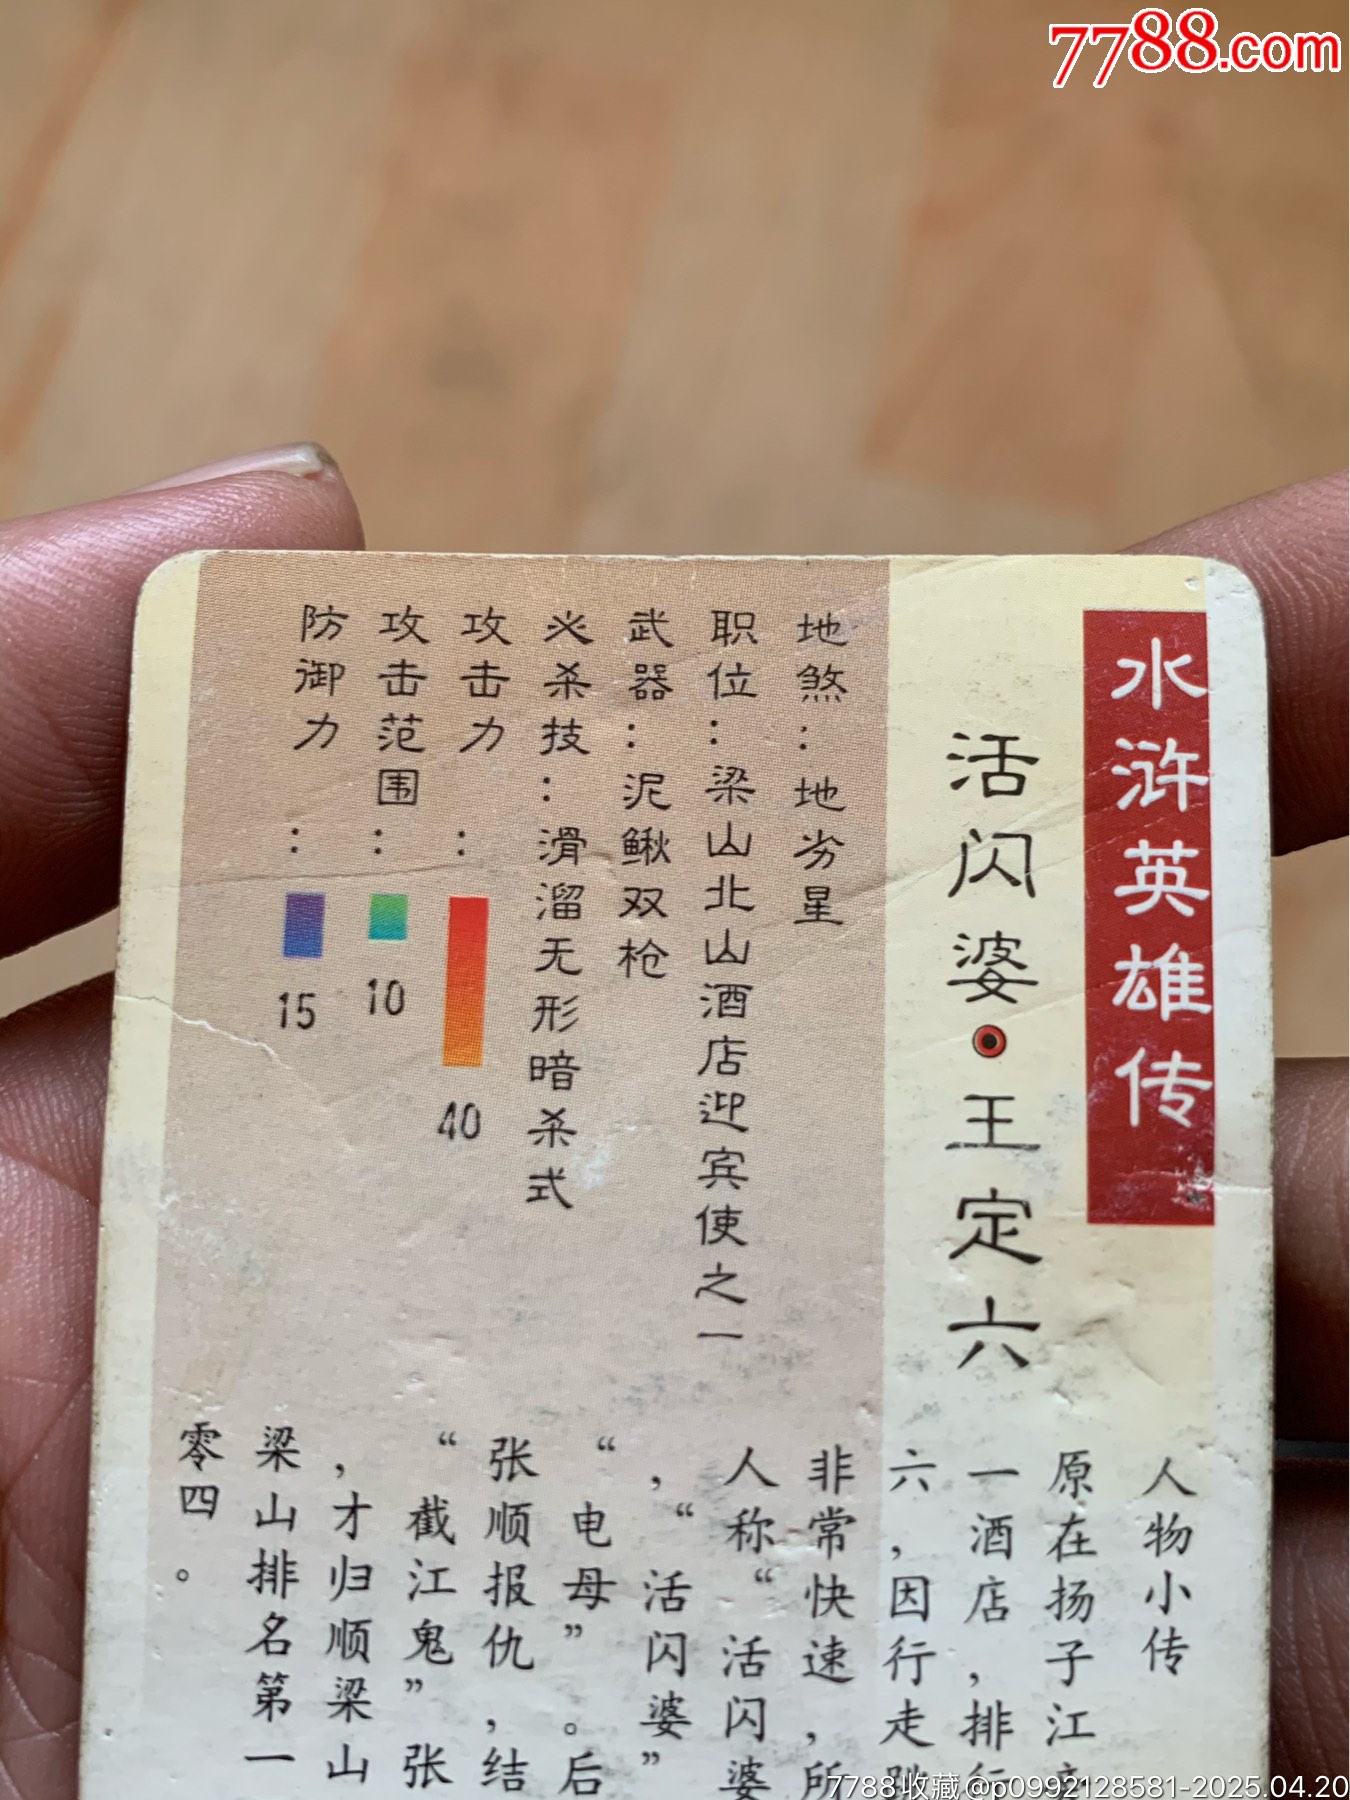 7788.com
水浒英雄传
活闪婆·王定六
地煞：地劣星
职位：梁山北山酒店迎宾使之一
武器：泥鳅双枪
必杀技：滑溜无形暗杀式
攻击力：40
攻击范围：10
防御力：15
人物小传
原在扬子江
一酒店，排行
六，因行走
非常快速，所
人称“活闪婆
，“活闪婆”
“电母”。后
张顺报仇，结
“截江鬼”张
，才归顺梁山
梁山排名第一
零四。
7788收藏@p0992128581-2025.04.20